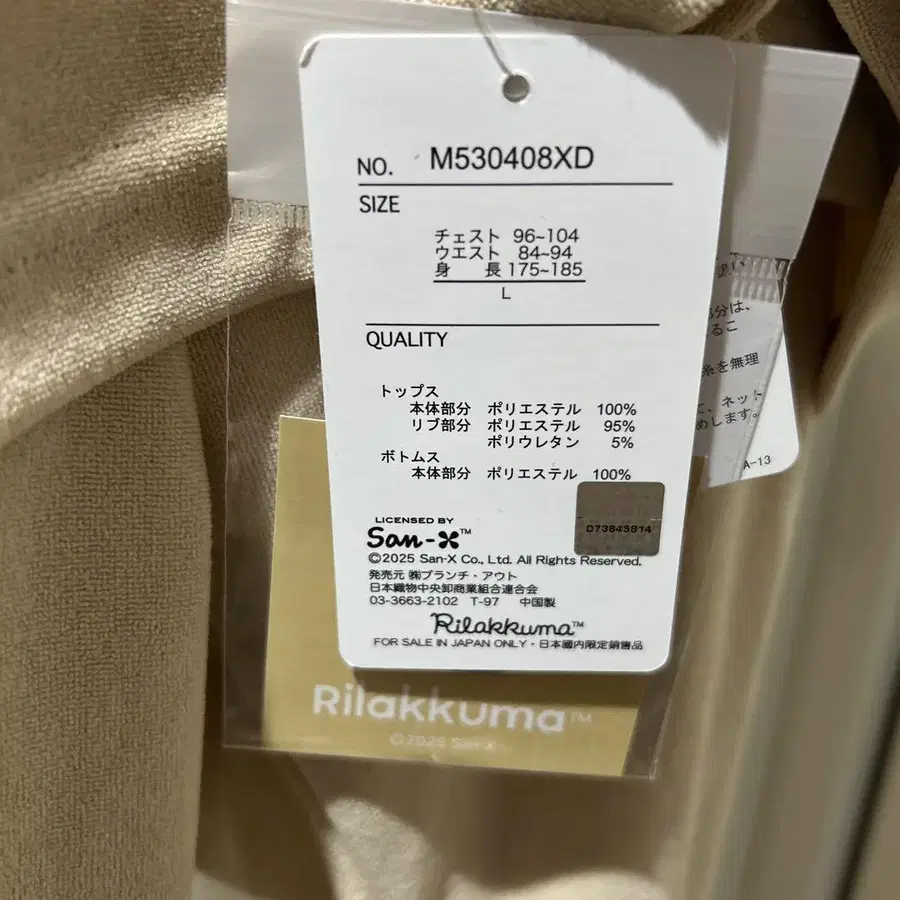 NO. M530408XD
SIZE
チェスト 96~104
ウエスト 84~94
身 長 175~185
L
QUALITY
トップス
本体部分 ポリエステル 100%
リブ部分 ポリエステル 95%
ポリウレタン 5%
ボトムス
本体部分 ポリエステル 100%
D73843814
LICENSED BY
San-X™
©2025 San-X Co., Ltd. All Rights Reserved.
発売元 ㈱ブランチ・アウト
日本織物中央卸商業組合連合会
03-3663-2102 T-97 中国製
Rilakkuma™
FOR SALE IN JAPAN ONLY・日本國内限定銷售品
Rilakkuma™
©2025 San-X
分は、
るこ
糸を無理
、ネット
めします。
A-13